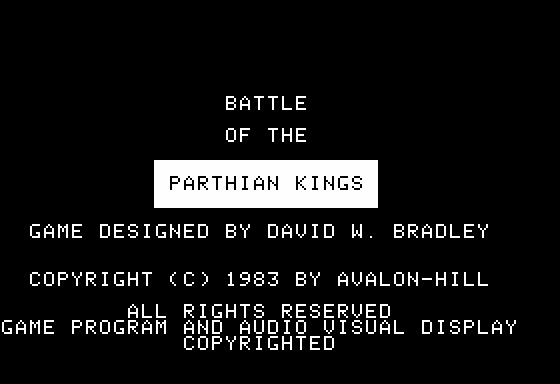 BATTLE
OF THE
PARTHIAN KINGS
GAME DESIGNED BY DAVID W. BRADLEY
COPYRIGHT (C) 1983 BY AVALON-HILL
ALL RIGHTS RESERVED
GAME PROGRAM AND AUDIO VISUAL DISPLAY
COPYRIGHTED